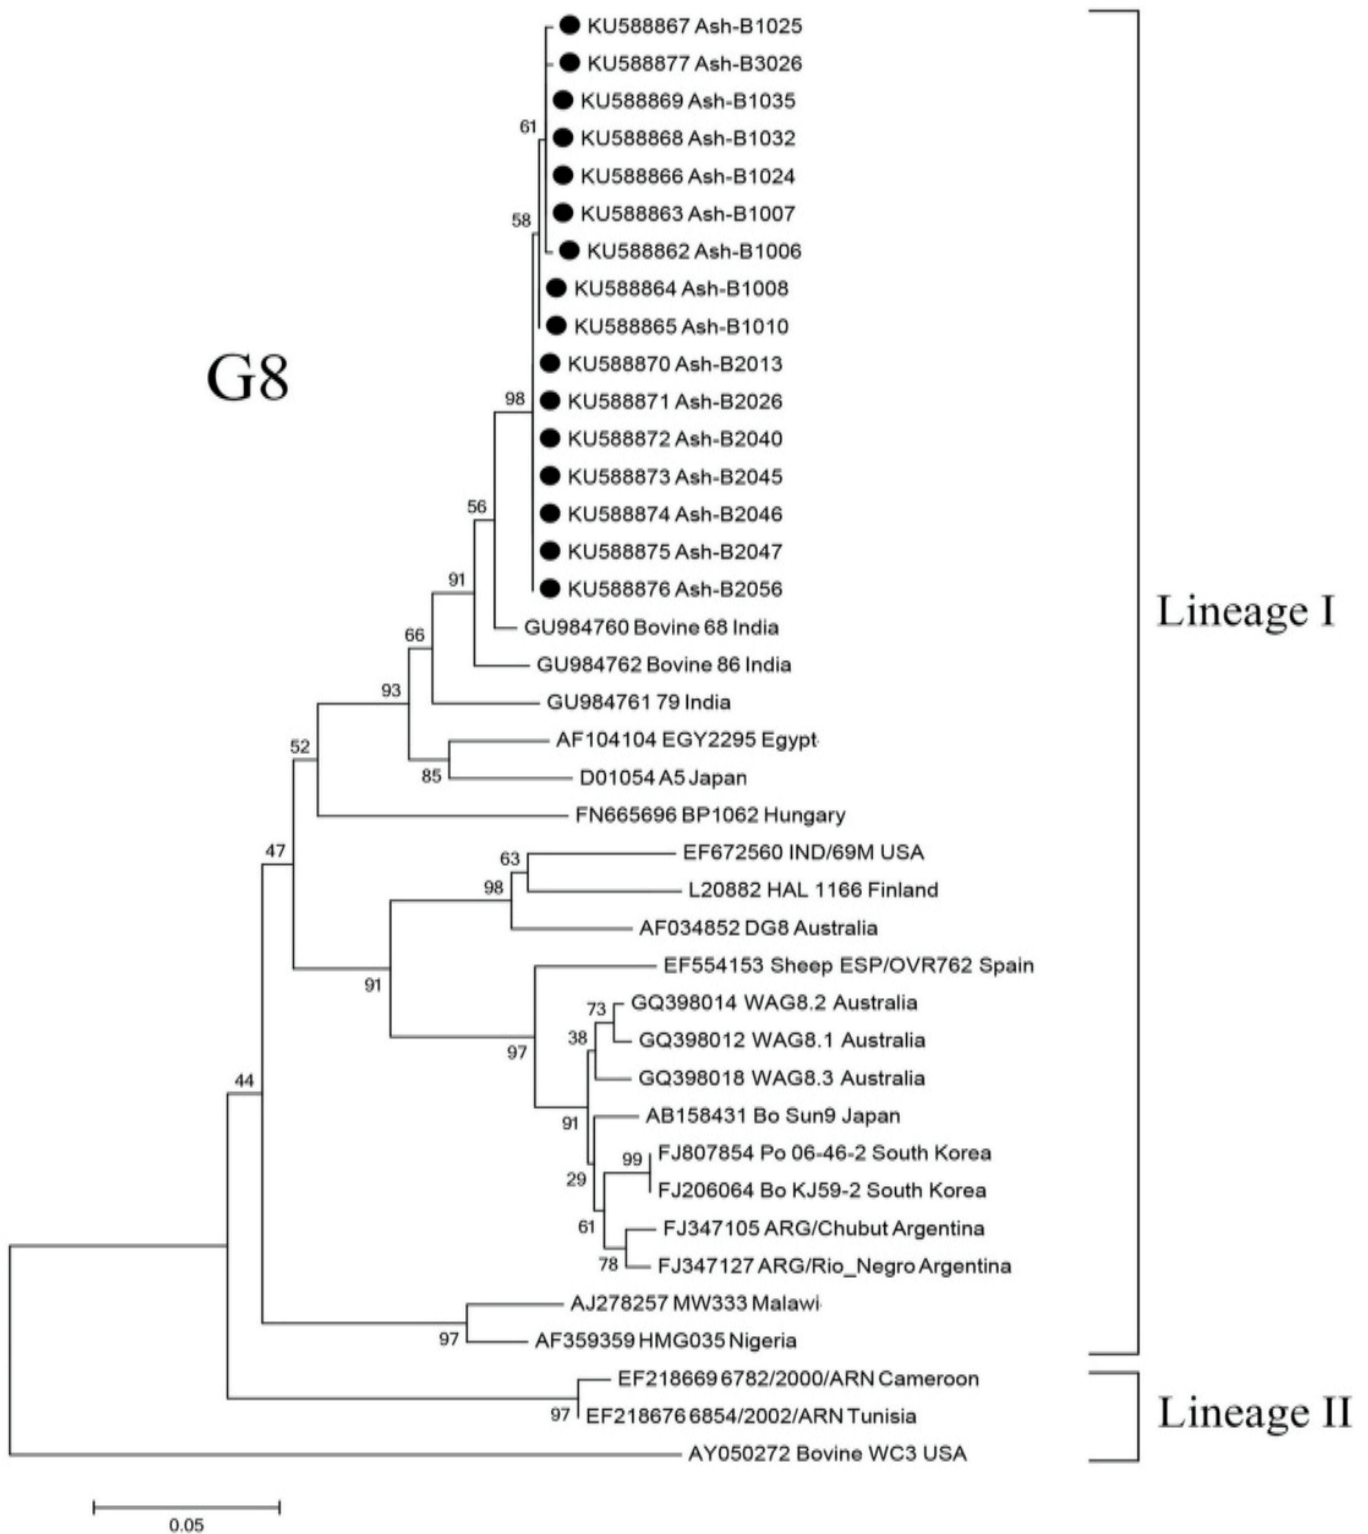 KU588867 Ash-B1025
KU588877 Ash-B3026
KU588869 Ash-B1035
61
KU588868 Ash-B1032
KU588866 Ash-B1024
58
KU588863 Ash-B1007
KU588862 Ash-B1006
KU588864 Ash-B1008
KU588865 Ash-B1010
G8
KU588870 Ash-B2013
98
KU588871 Ash-B2026
KU588872 Ash-B2040
KU588873 Ash-B2045
56
KU588874 Ash-B2046
KU588875 Ash-B2047
91
KU588876 Ash-B2056
Lineage I
GU984760 Bovine 68 India
66
GU984762 Bovine 86 India
93
GU984761 79 India
52
AF104104 EGY2295 Egypt
85
D01054 A5 Japan
FN665696 BP1062 Hungary
47
EF672560 IND/69M USA
63
98
L20882 HAL 1166 Finland
AF034852 DG8 Australia
EF554153 Sheep ESP/OVR762 Spain
91
73
GQ398014 WAG8.2 Australia
38
GQ398012 WAG8.1 Australia
97
GQ398018 WAG8.3 Australia
44
AB158431 Bo Sun9 Japan
91
FJ807854 Po 06-46-2 South Korea
99
29
FJ206064 Bo KJ59-2 South Korea
61
FJ347105 ARG/Chubut Argentina
78
FJ347127 ARG/Rio_Negro Argentina
AJ278257 MW333 Malawi
97
AF359359 HMG035 Nigeria
EF218669 6782/2000/ARN Cameroon
97
EF218676 6854/2002/ARN Tunisia
Lineage II
AY050272 Bovine WC3 USA
0.05